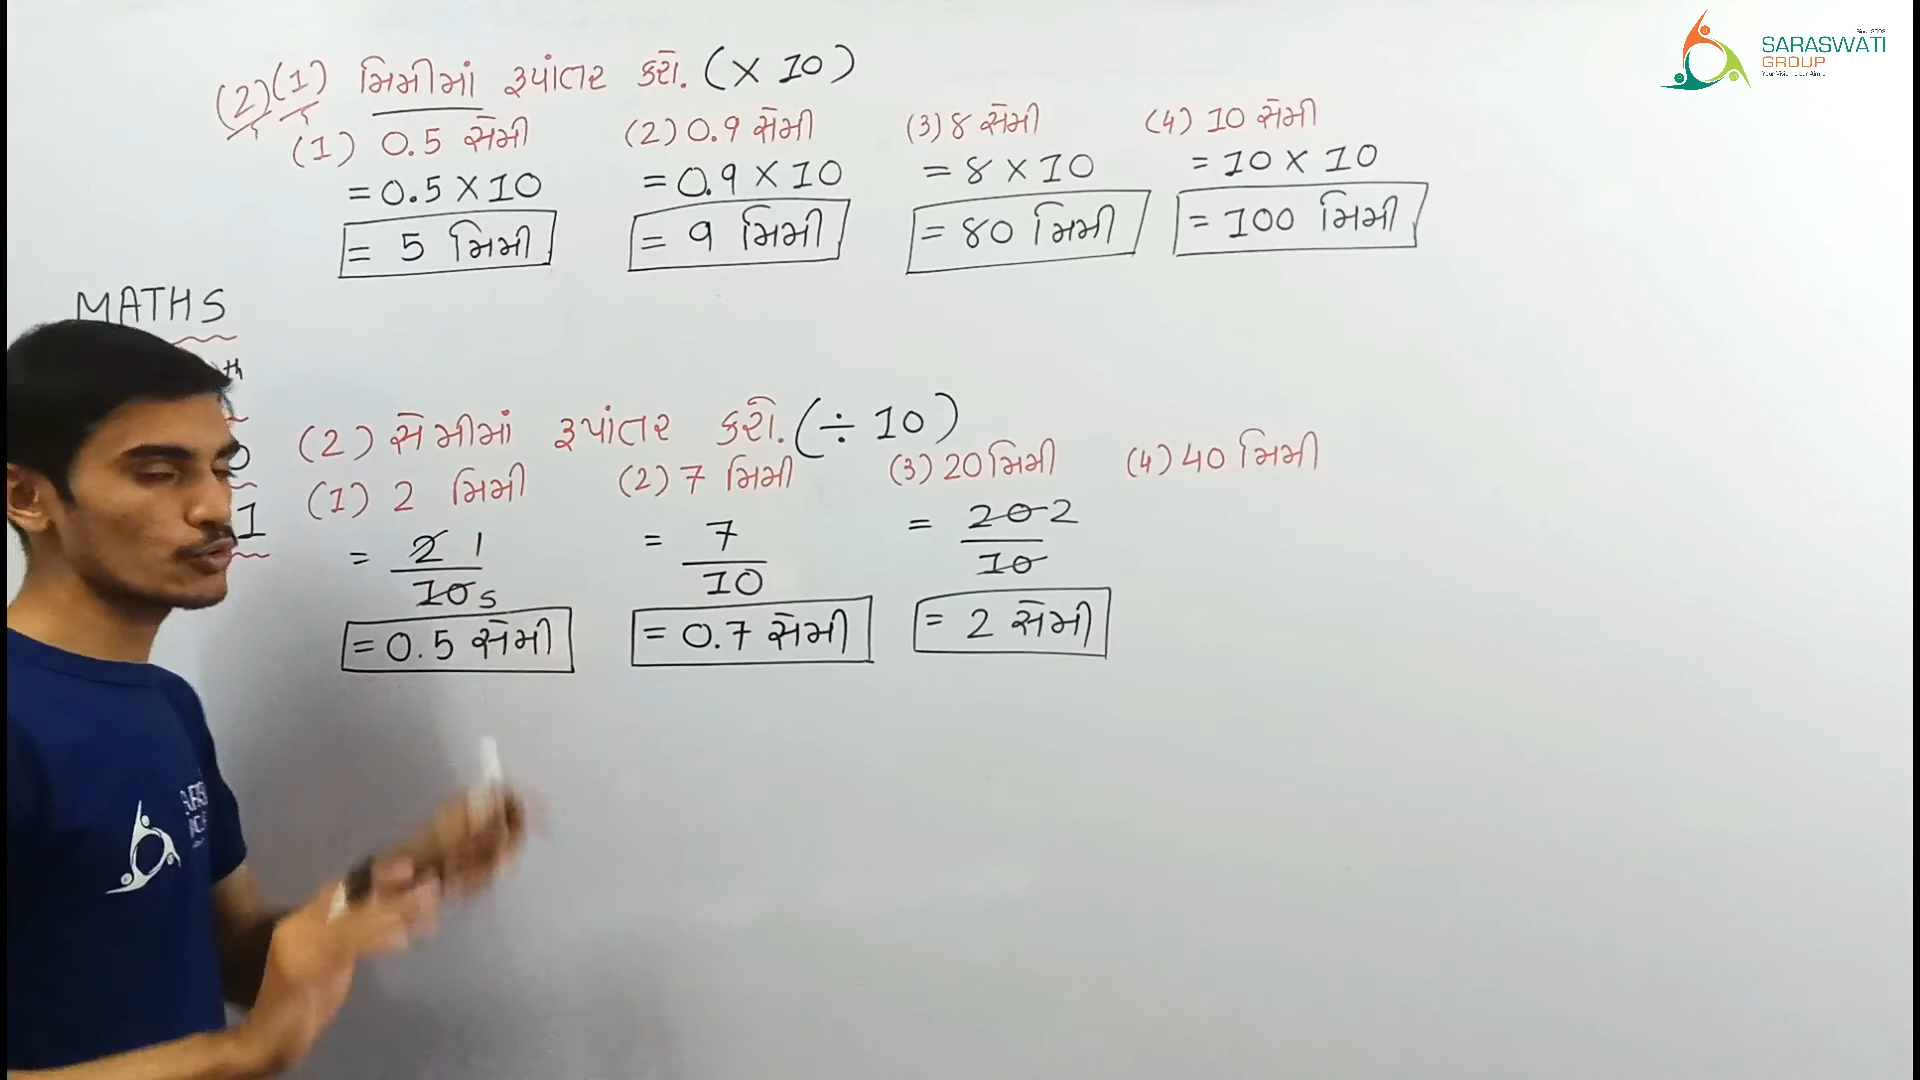 SARASWATI
GROUP
(2)(1) મિમીમાં રૂપાંતર કરો. (× 10)
(1) 0.5 સેમી (2) 0.9 સેમી (3) 8 સેમી (4) 10 સેમી
= 0.5 × 10 = 0.9 × 10 = 8 × 10 = 10 × 10
= 5 મિમી = 9 મિમી = 80 મિમી = 100 મિમી
MATHS
th
(2) સેમીમાં રૂપાંતર કરો. (÷ 10)
(1) 2 મિમી (2) 7 મિમી (3) 20 મિમી (4) 40 મિમી
= 2 1 = 7 = 20 2
10 5 10 10
= 0.5 સેમી = 0.7 સેમી = 2 સેમી
1